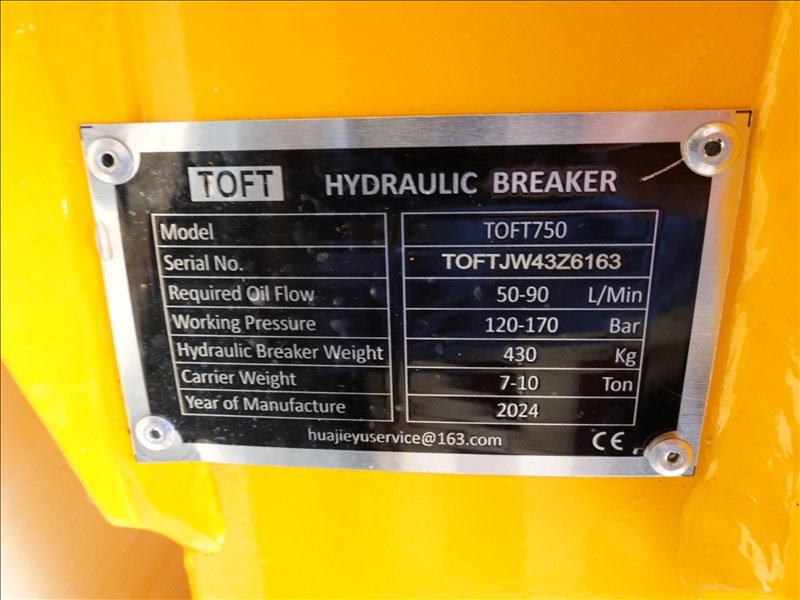 TOFT HYDRAULIC BREAKER
Model TOFT750
Serial No. TOFTJW43Z6163
Required Oil Flow 50-90 L/Min
Working Pressure 120-170 Bar
Hydraulic Breaker Weight 430 Kg
Carrier Weight 7-10 Ton
Year of Manufacture 2024
huajieyuservice@163.com CE